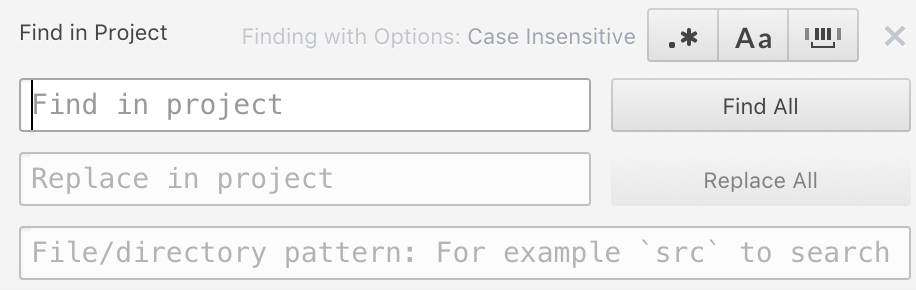 Find in Project
Finding with Options: Case Insensitive
.*
Aa
Find in project
Find All
Replace in project
Replace All
File/directory pattern: For example `src` to search